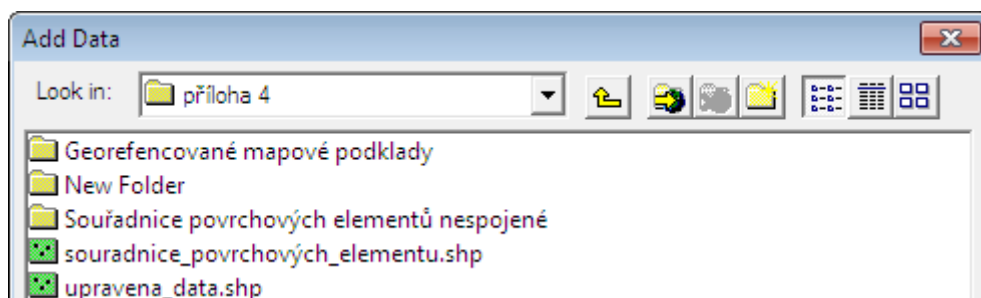 Add Data
Look in: příloha 4
Georefencované mapové podklady
New Folder
Souřadnice povrchových elementů nespojené
souradnice_povrchových_elementu.shp
upravena_data.shp